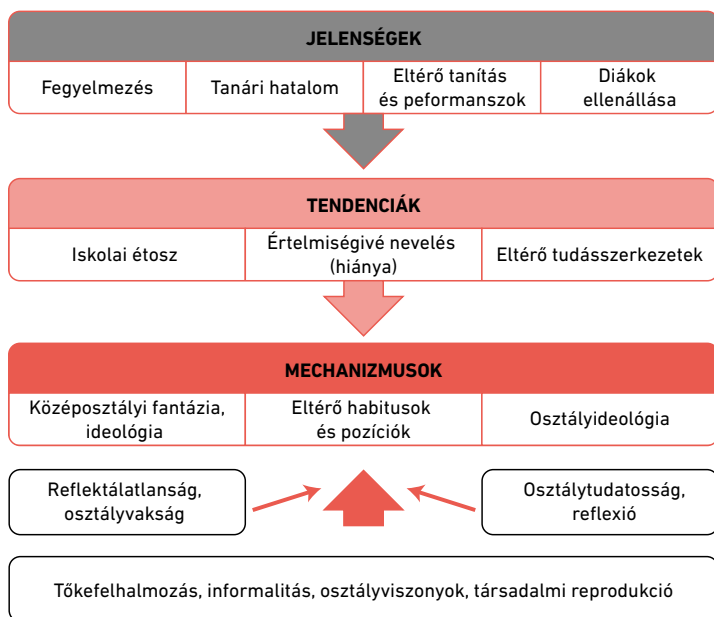 JELENSÉGEK
Fegyelmezés
Tanári hatalom
Eltérő tanítás
és peformanszok
Diákok
ellenállása
TENDENCIÁK
Iskolai étosz
Értelmiségivé nevelés
(hiánya)
Eltérő tudásszerkezetek
MECHANIZMUSOK
Középosztályi fantázia,
ideológia
Eltérő habitusok
és pozíciók
Osztályideológia
Reflektálatlanság,
osztályvakság
Osztálytudatosság,
reflexió
Tőkefelhalmozás, informalitás, osztályviszonyok, társadalmi reprodukció